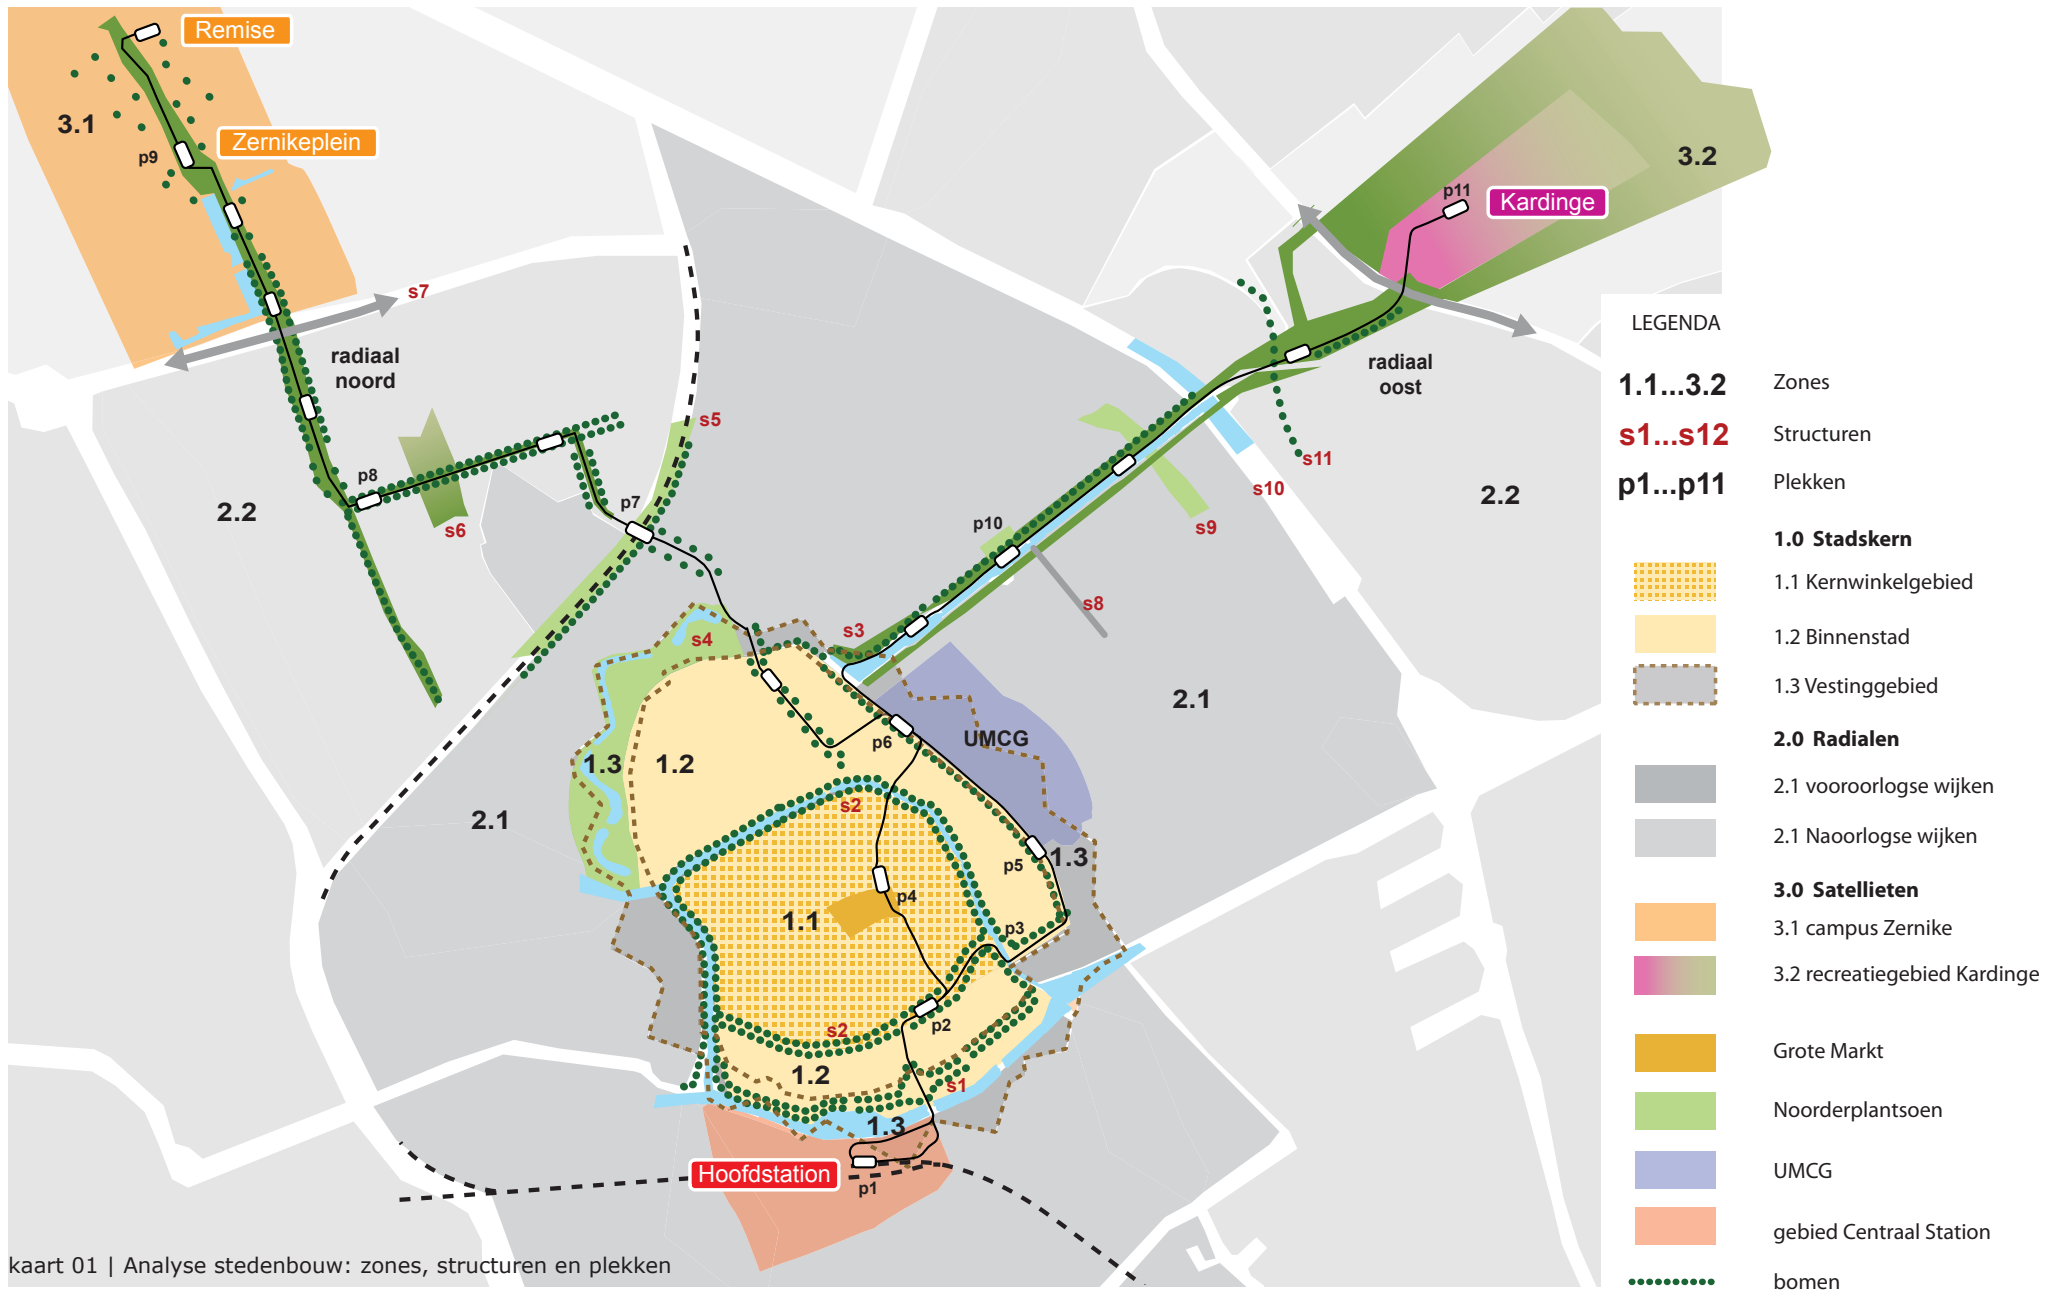 Remise
3.1
Zernikeplein
p9
3.2
p11
Kardinge
s7
radiaal
noord
radiaal
oost
s5
p8
s6
2.2
p7
s11
s10
2.2
s9
p10
s8
s3
s4
2.1
p6
UMCG
1.3
1.2
s2
2.1
p5
1.3
p4
1.1
p3
s2
p2
1.2
s1
1.3
Hoofdstation
p1
kaart 01 | Analyse stedenbouw: zones, structuren en plekken
LEGENDA
1.1...3.2 Zones
s1...s12 Structuren
p1...p11 Plekken
1.0 Stadskern
1.1 Kernwinkelgebied
1.2 Binnenstad
1.3 Vestinggebied
2.0 Radialen
2.1 vooroorlogse wijken
2.1 Naoorlogse wijken
3.0 Satellieten
3.1 campus Zernike
3.2 recreatiegebied Kardinge
Grote Markt
Noorderplantsoen
UMCG
gebied Centraal Station
bomen